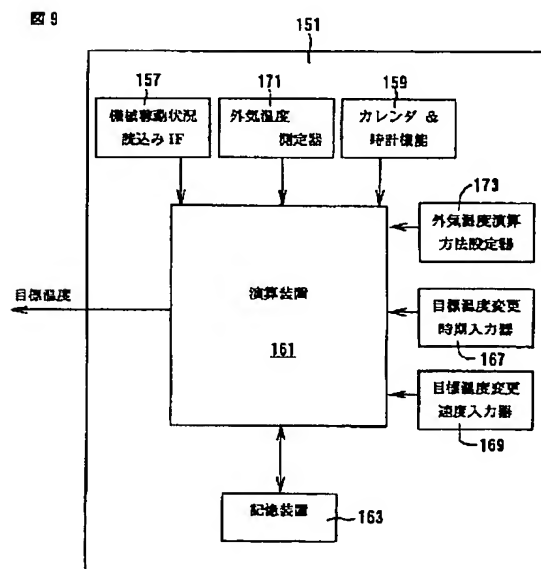 図9
151
157
171
159
機械稼動状況
読込みIF
外気温度
測定器
カレンダ &
時計機能
173
外気温度演算
方法設定器
目標温度
演算装置
161
目標温度変更
時期入力器
167
目標温度変更
速度入力器
169
記憶装置
163